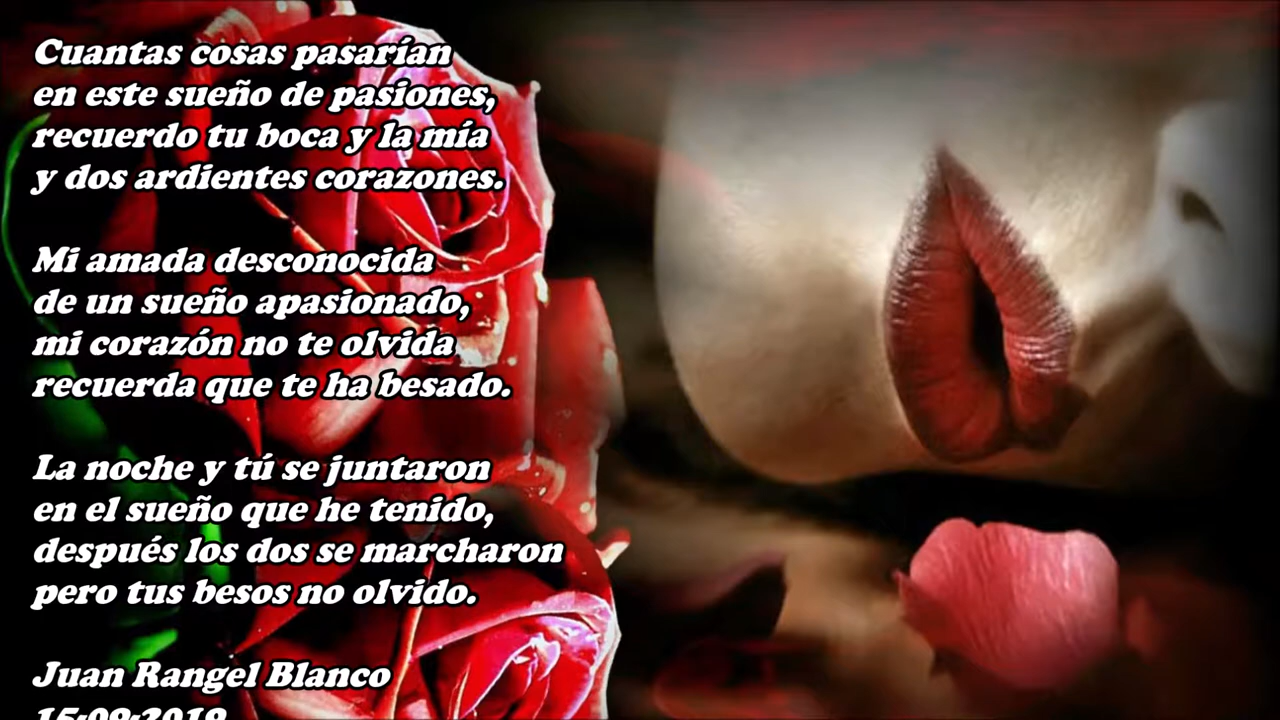 Cuantas cosas pasarían
en este sueño de pasiones,
recuerdo tu boca y la mía
y dos ardientes corazones.
Mi amada desconocida
de un sueño apasionado,
mi corazón no te olvida
recuerda que te ha besado.
La noche y tú se juntaron
en el sueño que he tenido,
después los dos se marcharon
pero tus besos no olvido.
Juan Rangel Blanco